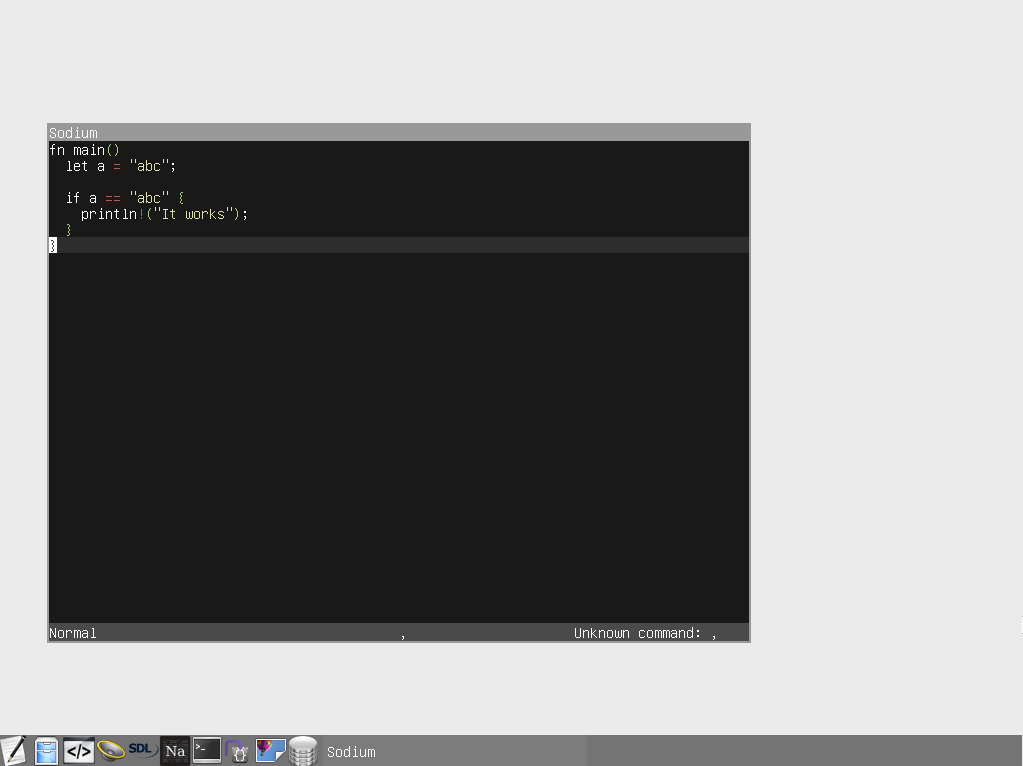 Sodium
fn main()
  let a = "abc";

  if a == "abc" {
    println!("It works");
  }
}
Normal , Unknown command: ,
</> SDL Na >- Sodium